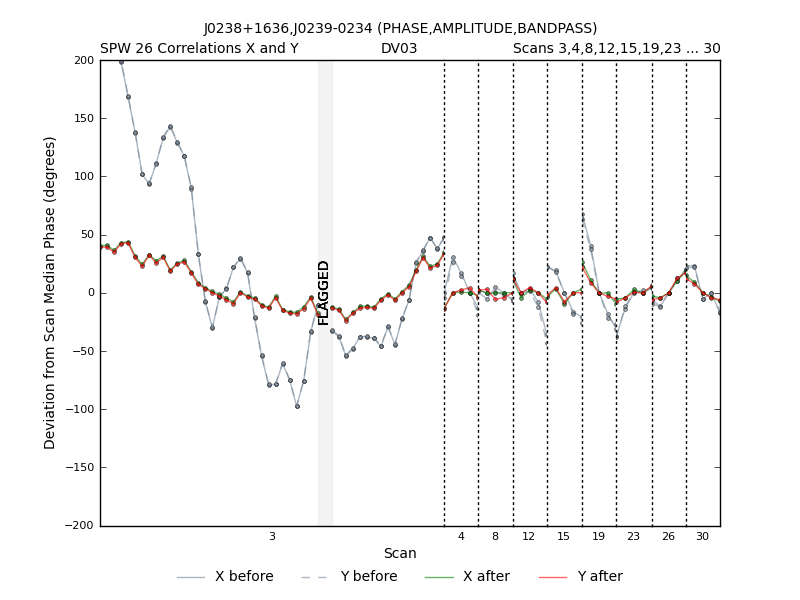 J0238+1636,J0239-0234 (PHASE,AMPLITUDE,BANDPASS)
SPW 26 Correlations X and Y DV03 Scans 3,4,8,12,15,19,23 ... 30
200
150
100
50
0
−50
−100
−150
−200
Deviation from Scan Median Phase (degrees)
FLAGGED
3 4 8 12 15 19 23 26 30
Scan
X before Y before X after Y after